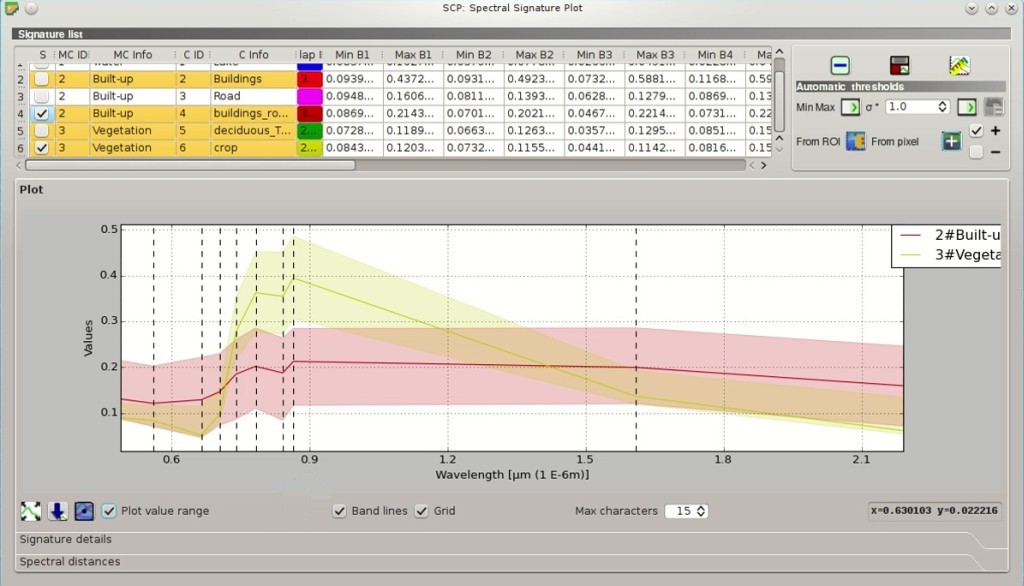 SCP: Spectral Signature Plot
Signature list
S MC ID MC Info C ID C Info Min B1 Max B1 Min B2 Max B2 Min B3 Max B3 Min B4 Ma
2 2 Built-up 2 Buildings 0.0939... 0.4372... 0.0931... 0.4923... 0.0732... 0.5881... 0.1168... 0.59
3 2 Built-up 3 Road 0.0948... 0.1606... 0.0811... 0.1393... 0.0628... 0.1279... 0.0869... 0.13
4 2 Built-up 4 buildings_ro... 0.0869... 0.2143... 0.0701... 0.2021... 0.0467... 0.2214... 0.0731... 0.22
5 3 Vegetation 5 deciduous_T... 2... 0.0728... 0.1189... 0.0663... 0.1263... 0.0357... 0.1295... 0.0851... 0.15
6 3 Vegetation 6 crop 2... 0.0843... 0.1203... 0.0732... 0.1155... 0.0441... 0.1142... 0.0816... 0.15
Automatic thresholds
Min Max σ* 1.0
From ROI From pixel + + −
Plot
2#Built-u
3#Vegeta
0.5
0.4
0.3
0.2
0.1
Values
0.6 0.9 1.2 1.5 1.8 2.1
Wavelength [µm (1 E-6m)]
Plot value range Band lines Grid Max characters 15 x=0.630103 y=0.022216
Signature details
Spectral distances